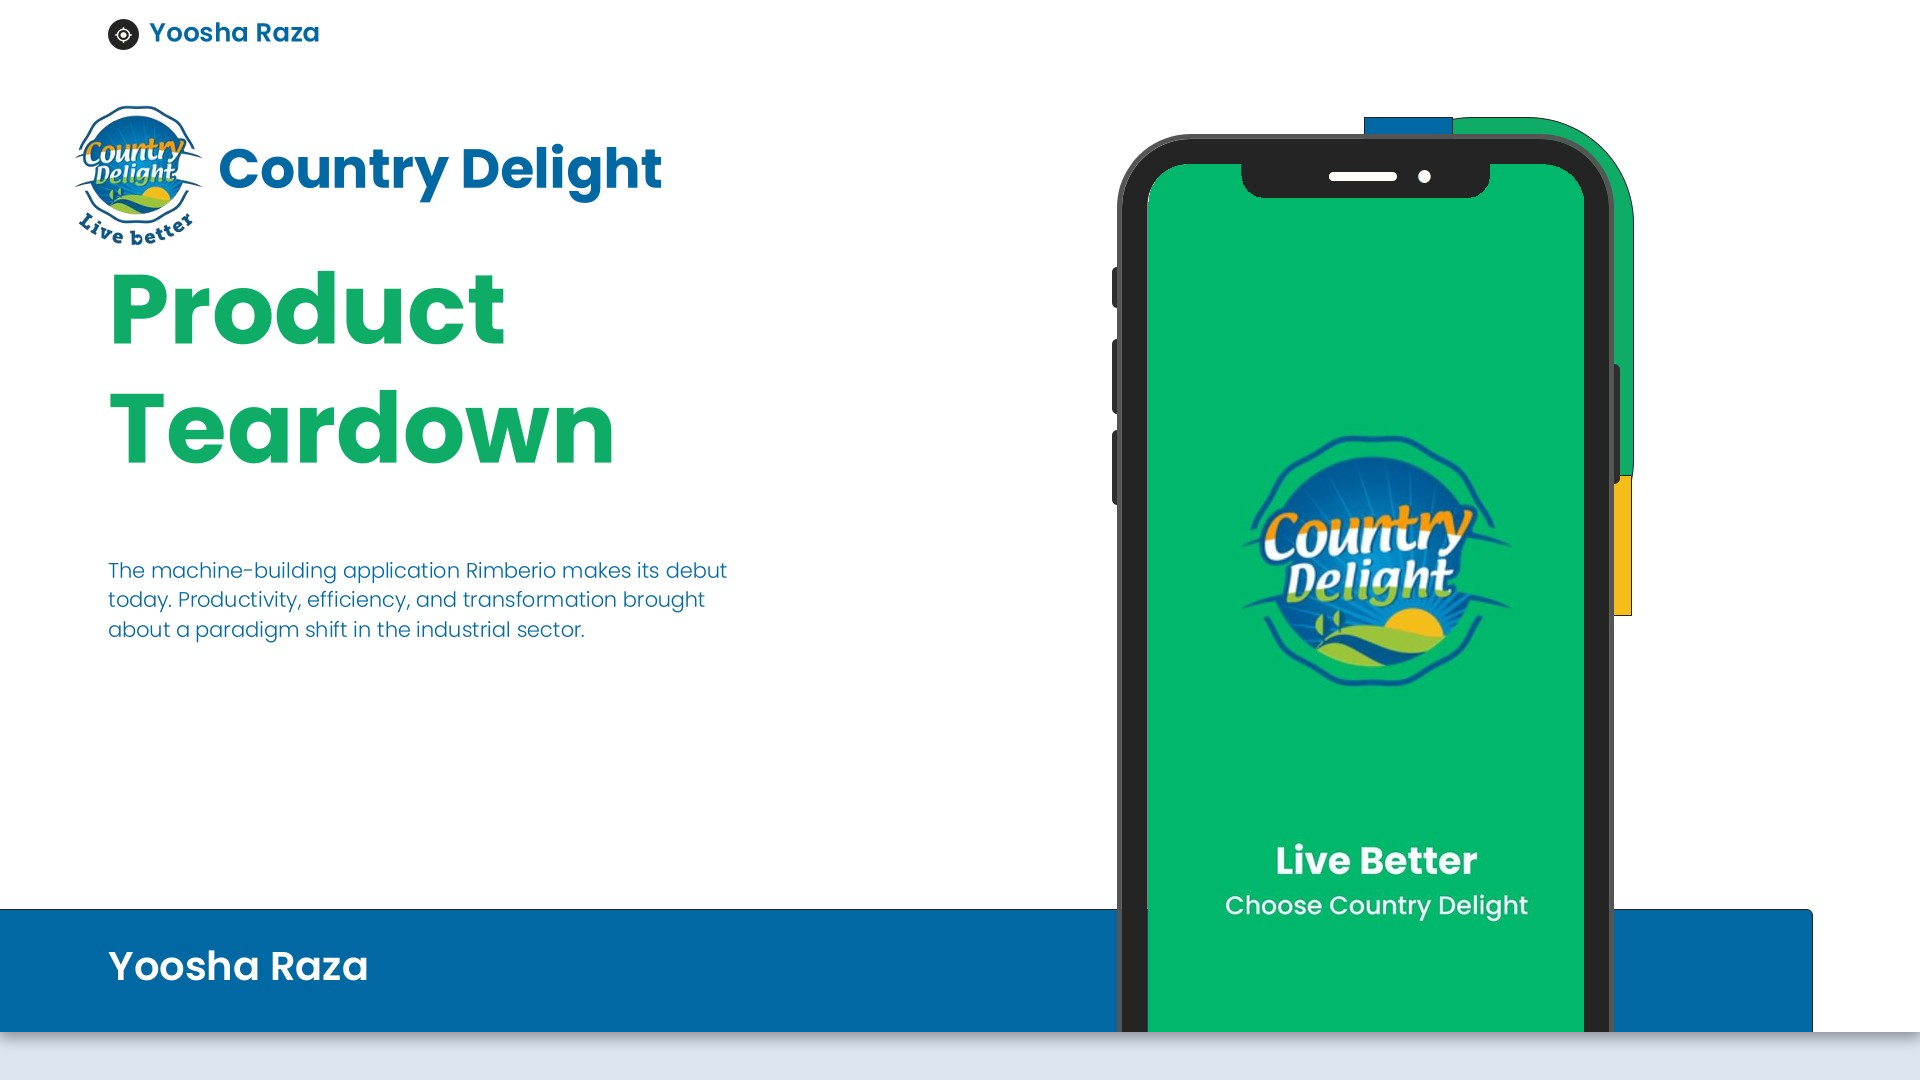 Yoosha Raza
Country
Delight
Live better
Country Delight
Product
Teardown
The machine-building application Rimberio makes its debut
today. Productivity, efficiency, and transformation brought
about a paradigm shift in the industrial sector.
Country
Delight
Live Better
Choose Country Delight
Yoosha Raza